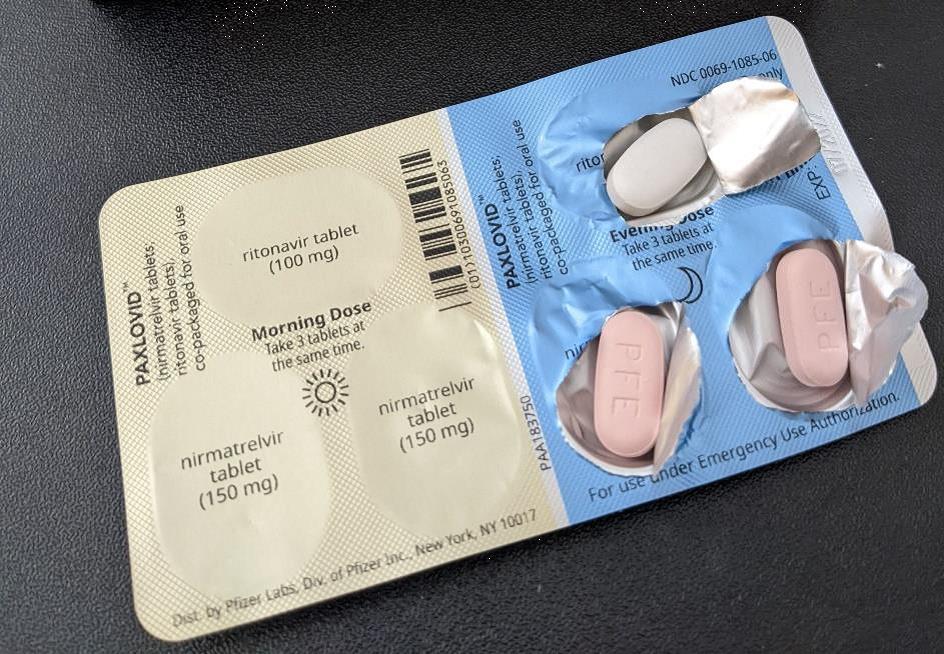 PAXLOVID™
(nirmatrelvir tablets,
ritonavir tablets),
co-packaged for oral use
ritonavir tablet
(100 mg)
Morning Dose
Take 3 tablets at
the same time.
nirmatrelvir
tablet
(150 mg)
nirmatrelvir
tablet
(150 mg)
(01)10300691085063
Dist. by Pfizer Labs, Div. of Pfizer Inc., New York, NY 10017
PAXLOVID™
(nirmatrelvir tablets,
ritonavir tablets),
co-packaged for oral use
NDC 0069-1085-06
only
Evening Dose
Take 3 tablets at
the same time.
PFE
PFE
PAA183750
For use under Emergency Use Authorization.
EXP: